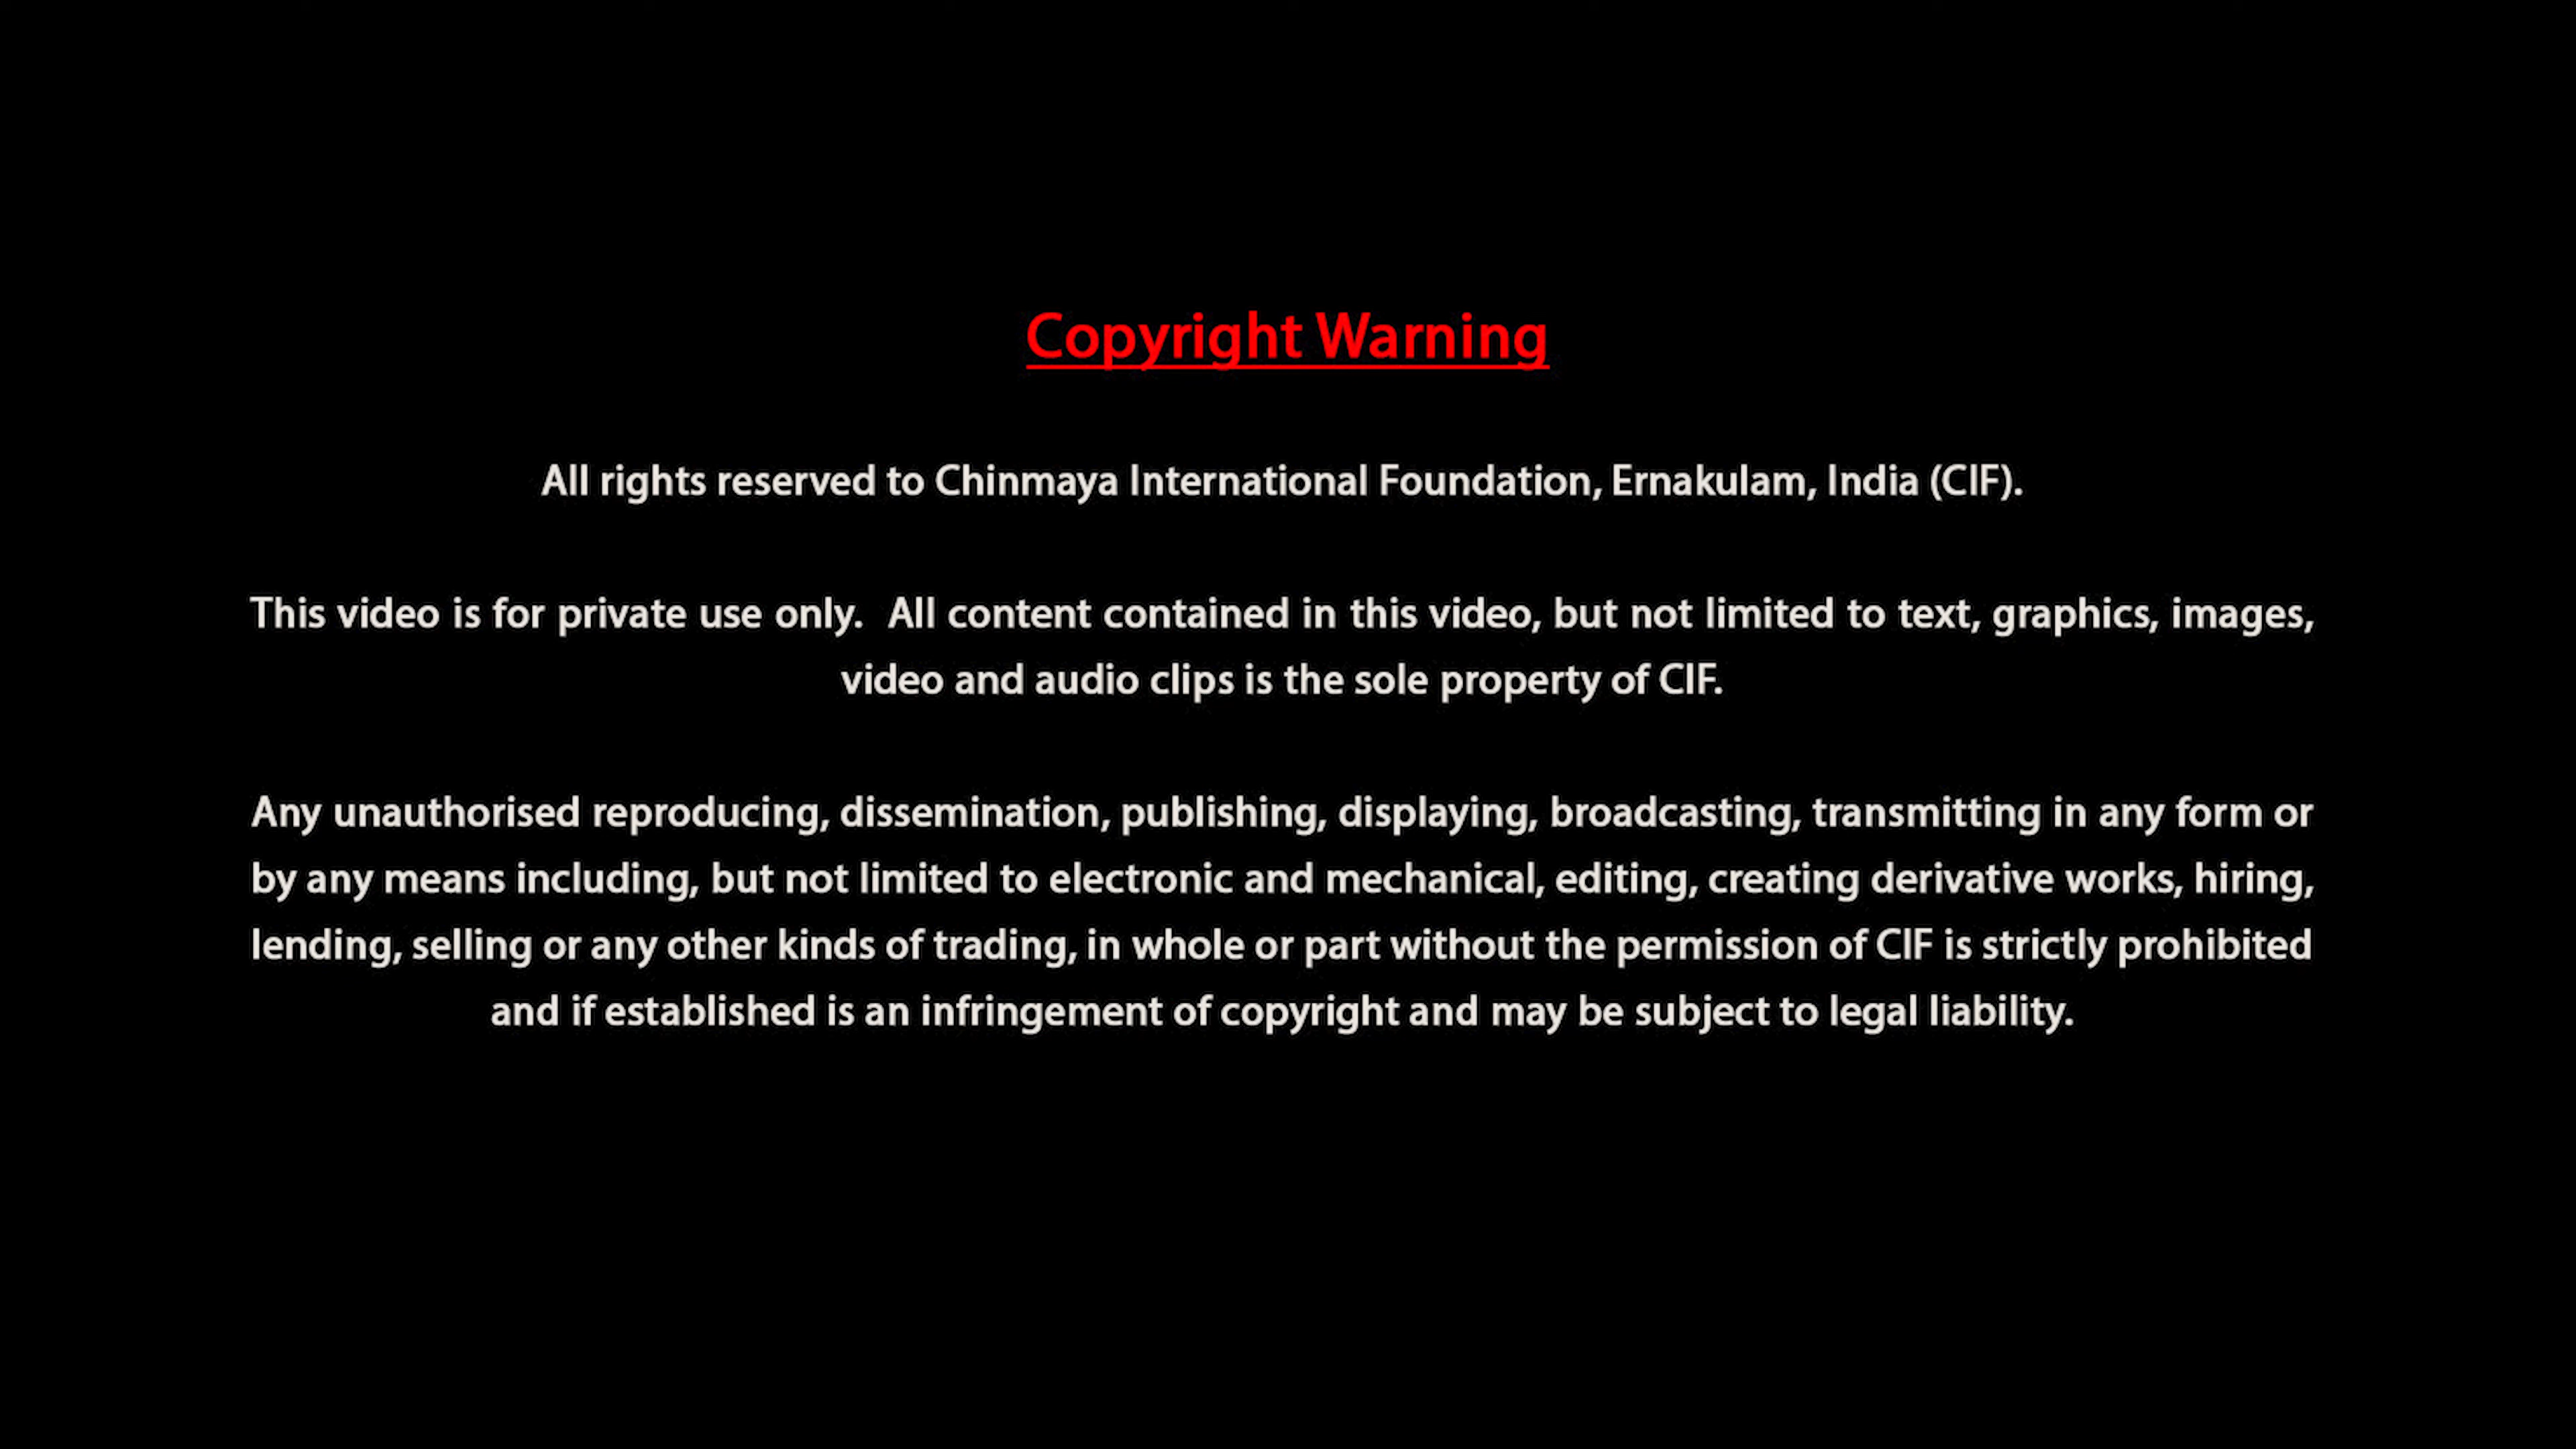 Copyright Warning
All rights reserved to Chinmaya International Foundation, Ernakulam, India (CIF).
This video is for private use only.  All content contained in this video, but not limited to text, graphics, images,
video and audio clips is the sole property of CIF.
Any unauthorised reproducing, dissemination, publishing, displaying, broadcasting, transmitting in any form or
by any means including, but not limited to electronic and mechanical, editing, creating derivative works, hiring,
lending, selling or any other kinds of trading, in whole or part without the permission of CIF is strictly prohibited
and if established is an infringement of copyright and may be subject to legal liability.